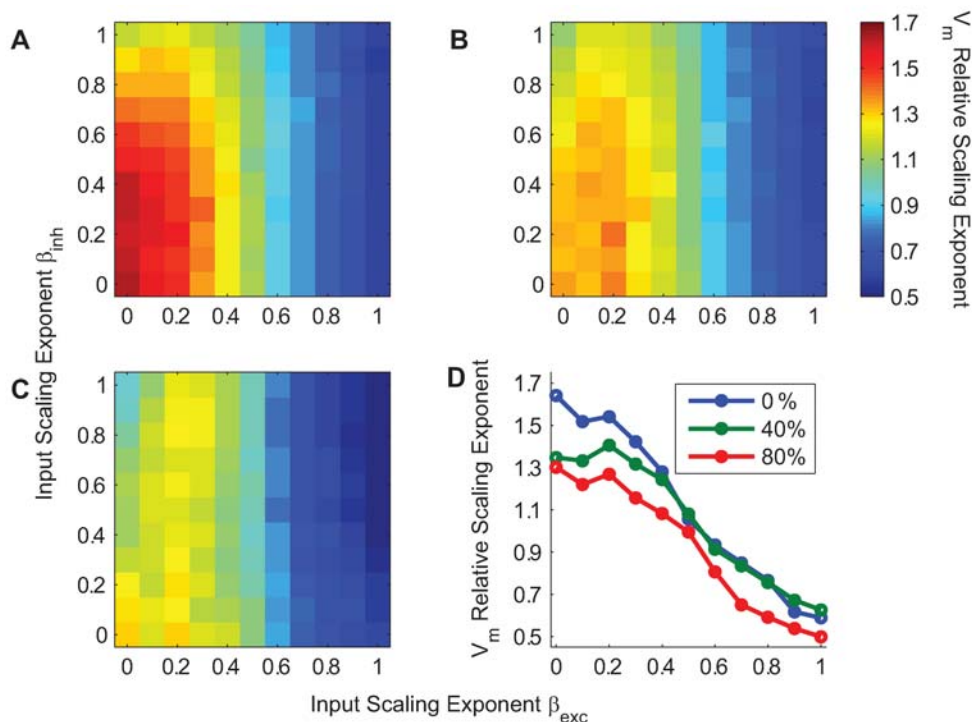 A
1
0.8
0.6
0.4
0.2
0
0 0.2 0.4 0.6 0.8 1
B
1
0.8
0.6
0.4
0.2
0
0 0.2 0.4 0.6 0.8 1
1.7
1.5
1.3
1.1
0.9
0.7
0.5
Vm Relative Scaling Exponent
Input Scaling Exponent βinh
C
1
0.8
0.6
0.4
0.2
0
0 0.2 0.4 0.6 0.8 1
D
Vm Relative Scaling Exponent
1.7
1.5
1.3
1.1
0.9
0.7
0.5
0 %
40%
80%
0 0.2 0.4 0.6 0.8 1
Input Scaling Exponent βexc